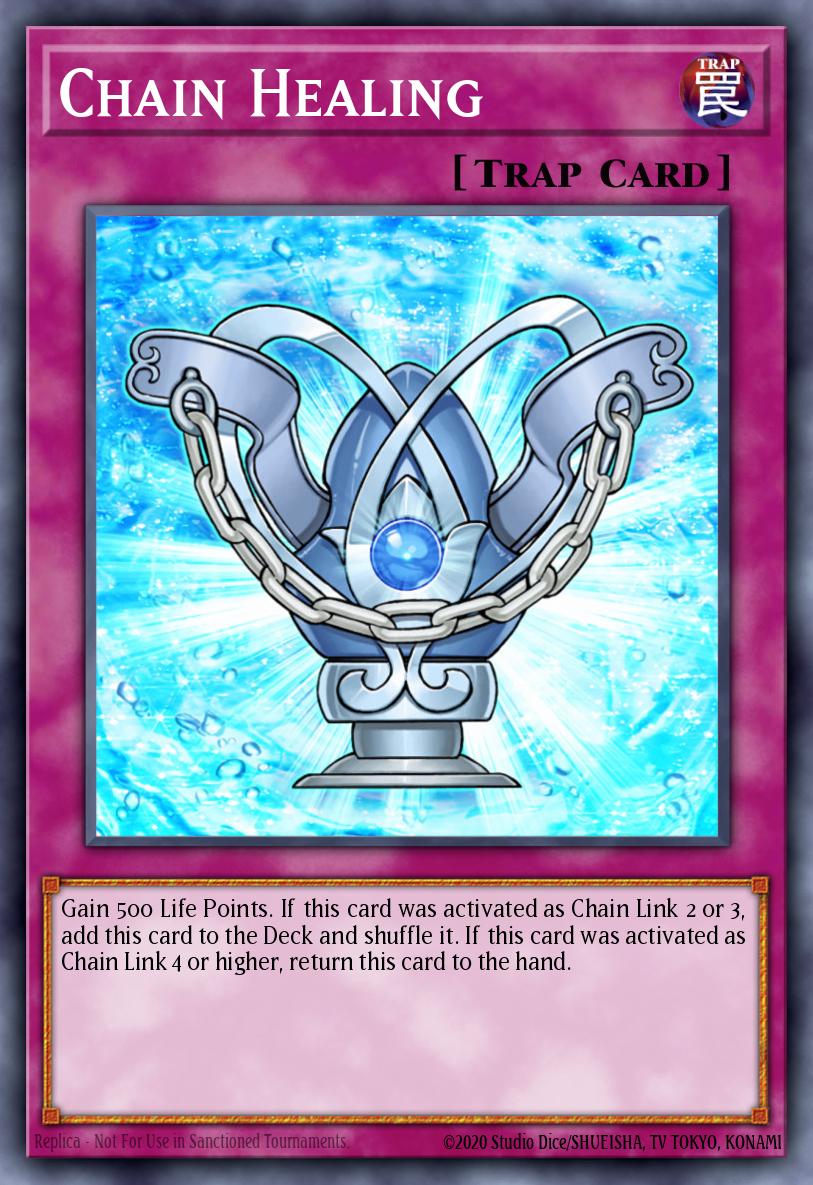 Chain Healing
TRAP
罠
[Trap Card]
Gain 500 Life Points. If this card was activated as Chain Link 2 or 3,
add this card to the Deck and shuffle it. If this card was activated as
Chain Link 4 or higher, return this card to the hand.
Replica - Not For Use in Sanctioned Tournaments.
©2020 Studio Dice/SHUEISHA, TV TOKYO, KONAMI